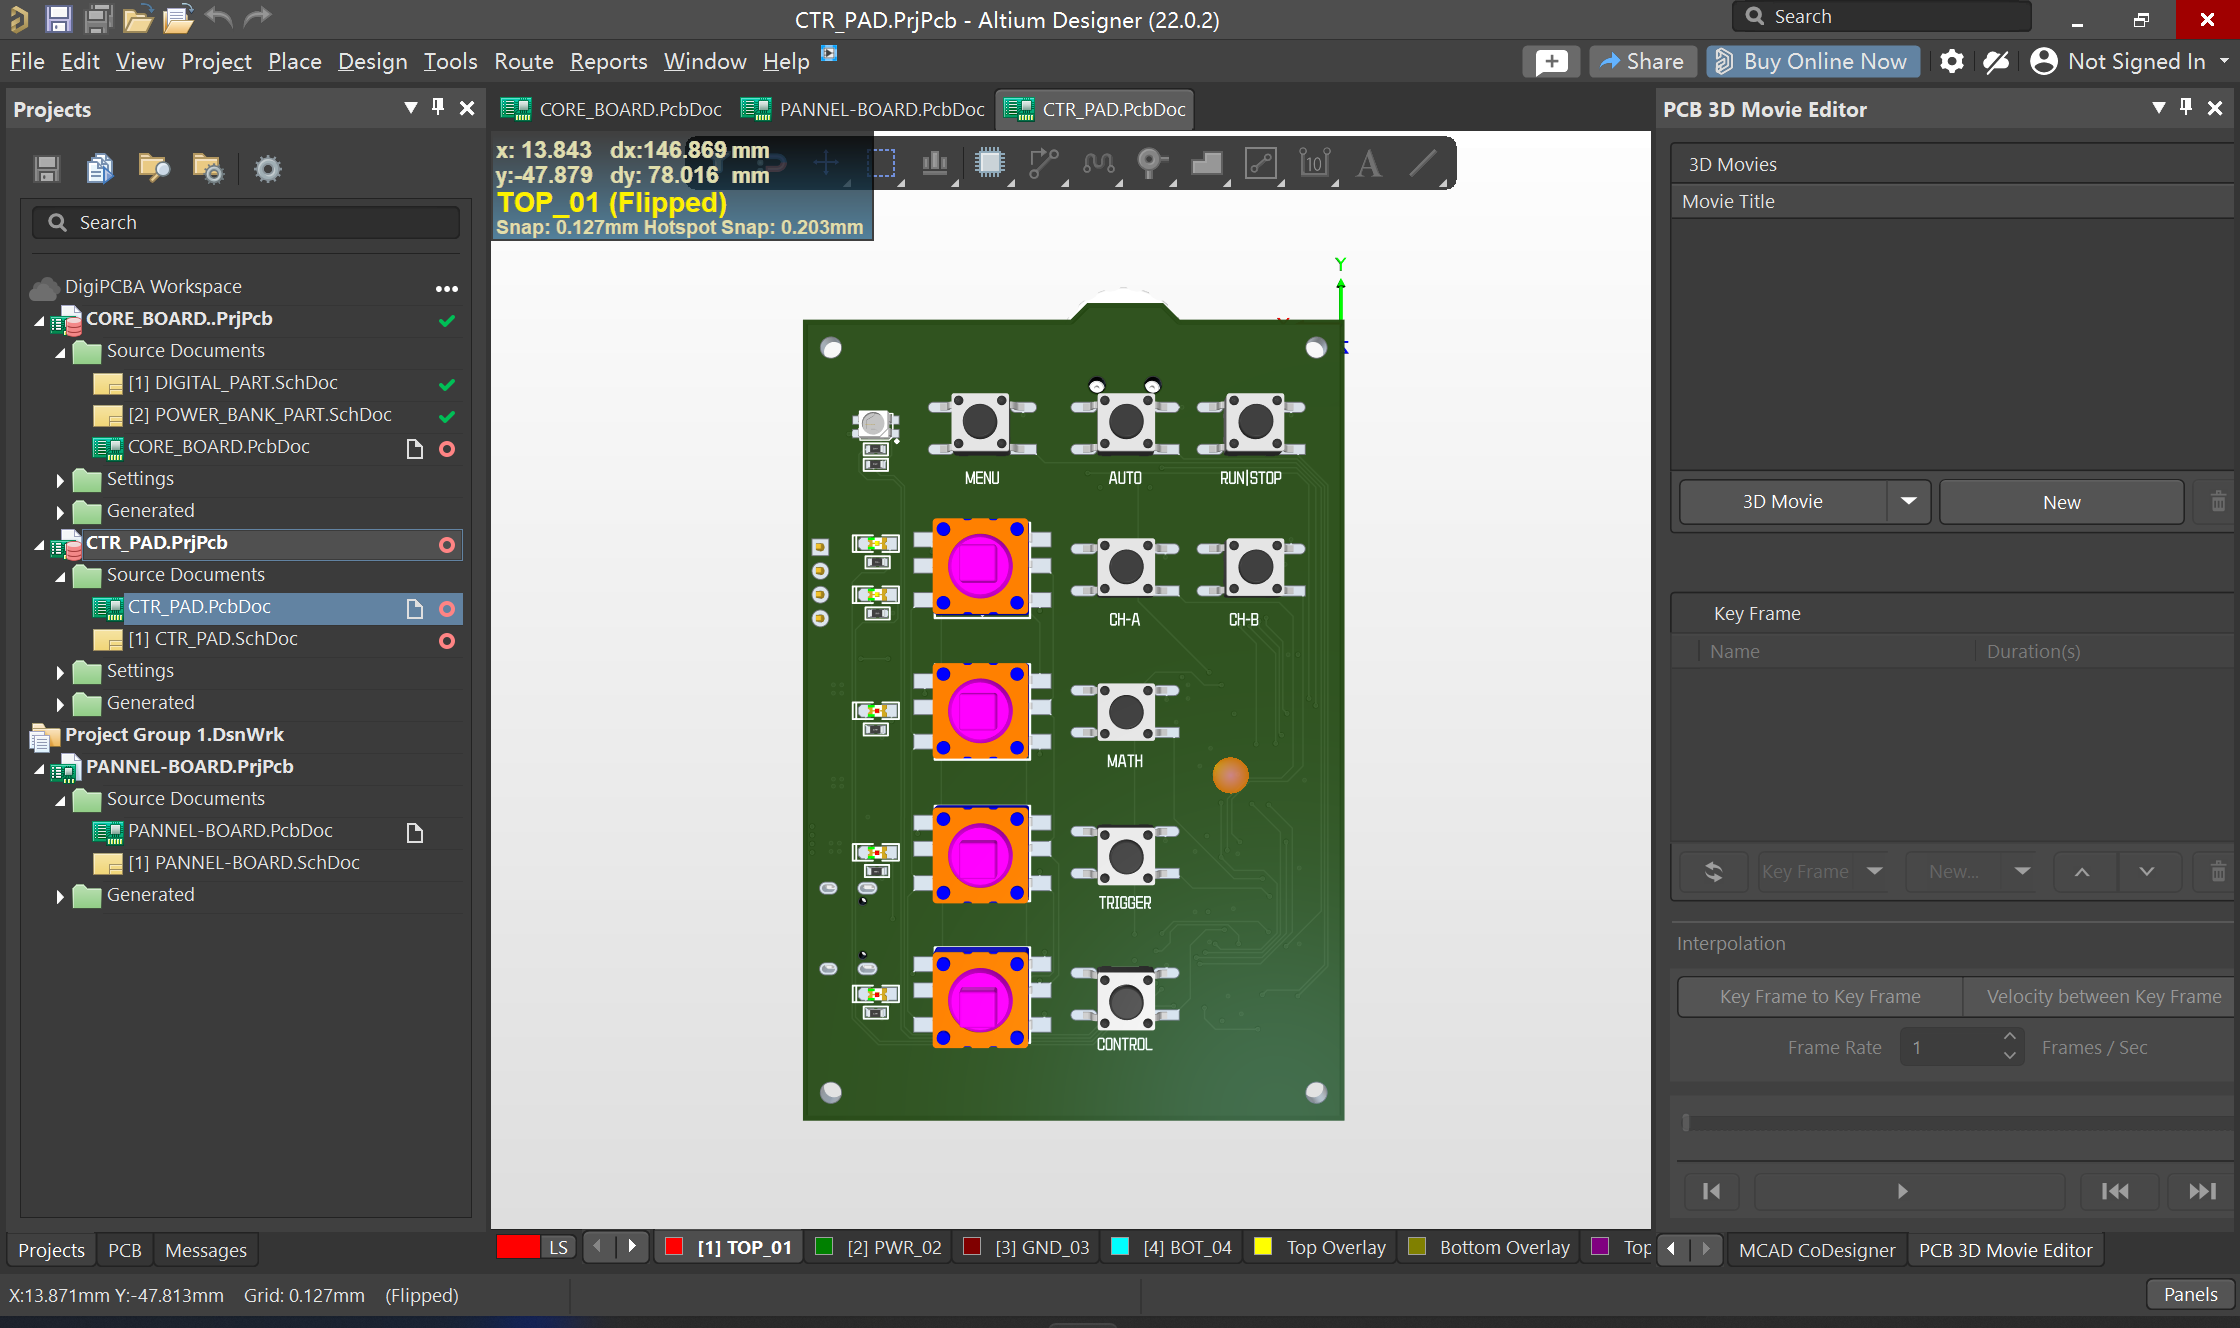 CTR_PAD.PrjPcb - Altium Designer (22.0.2)
Search
File Edit View Project Place Design Tools Route Reports Window Help
Share
Buy Online Now
Not Signed In
Projects
CORE_BOARD.PcbDoc
PANNEL-BOARD.PcbDoc
CTR_PAD.PcbDoc
PCB 3D Movie Editor
x: 13.843 dx:146.869 mm
y:-47.879 dy: 78.016 mm
TOP_01 (Flipped)
Snap: 0.127mm Hotspot Snap: 0.203mm
10
A
Search
DigiPCBA Workspace
CORE_BOARD..PrjPcb
Source Documents
[1] DIGITAL_PART.SchDoc
[2] POWER_BANK_PART.SchDoc
CORE_BOARD.PcbDoc
Settings
Generated
CTR_PAD.PrjPcb
Source Documents
CTR_PAD.PcbDoc
[1] CTR_PAD.SchDoc
Settings
Generated
Project Group 1.DsnWrk
PANNEL-BOARD.PrjPcb
Source Documents
PANNEL-BOARD.PcbDoc
[1] PANNEL-BOARD.SchDoc
Generated
Y
MENU
AUTO
RUN|STOP
CH-A
CH-B
MATH
TRIGGER
CONTROL
3D Movies
Movie Title
3D Movie
New
Key Frame
Name
Duration(s)
Key Frame
New...
Interpolation
Key Frame to Key Frame
Velocity between Key Frame
Frame Rate
1
Frames / Sec
Projects
PCB
Messages
LS
[1] TOP_01
[2] PWR_02
[3] GND_03
[4] BOT_04
Top Overlay
Bottom Overlay
Top
MCAD CoDesigner
PCB 3D Movie Editor
X:13.871mm Y:-47.813mm Grid: 0.127mm (Flipped)
Panels